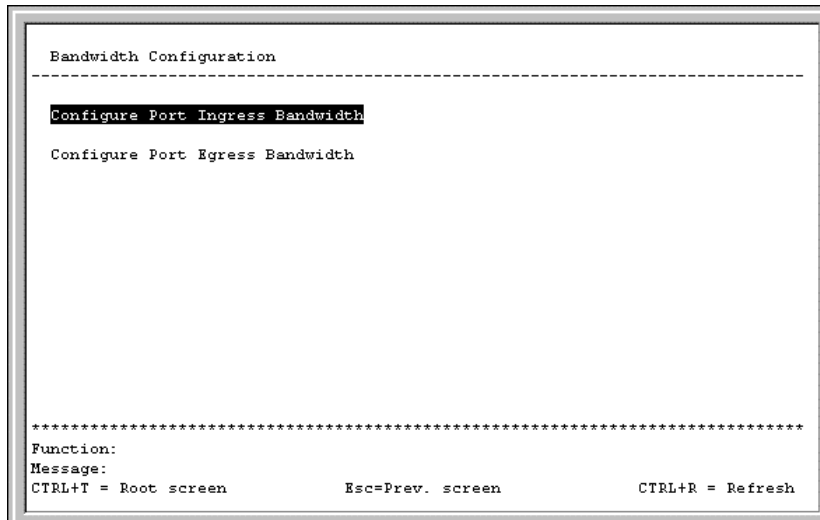 Bandwidth Configuration
--------------------------------------------------------------------------------
Configure Port Ingress Bandwidth
Configure Port Egress Bandwidth
********************************************************************************
Function:
Message:
CTRL+T = Root screen Esc=Prev. screen CTRL+R = Refresh